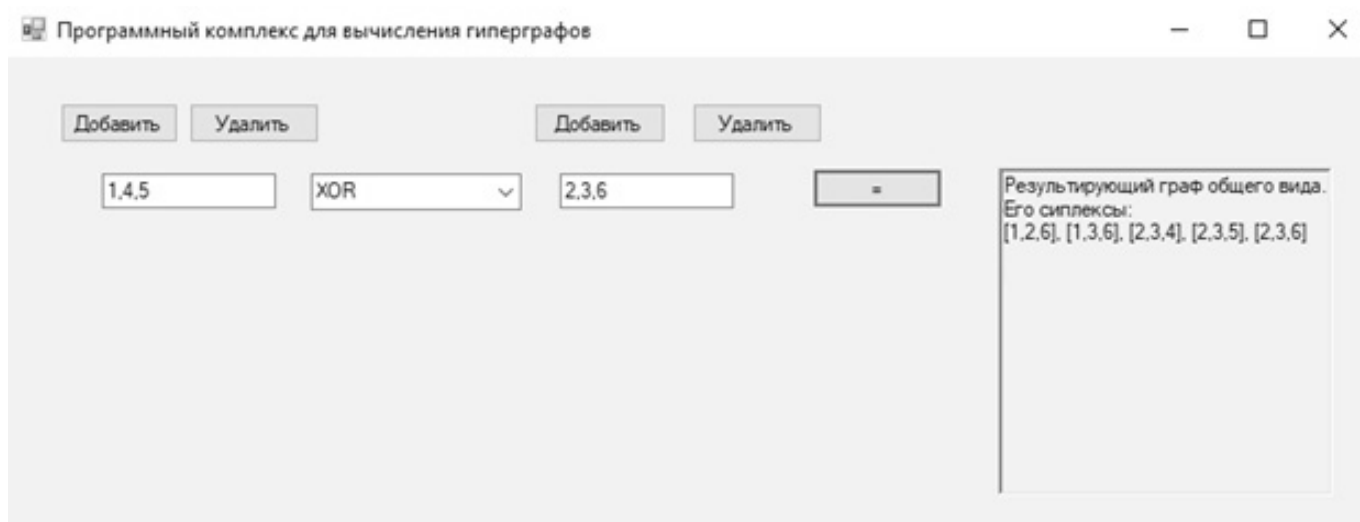 Программный комплекс для вычисления гиперграфов
Добавить Удалить Добавить Удалить
1,4,5 XOR 2,3,6 =
Результирующий граф общего вида.
Его сиплексы:
[1,2,6], [1,3,6], [2,3,4], [2,3,5], [2,3,6]